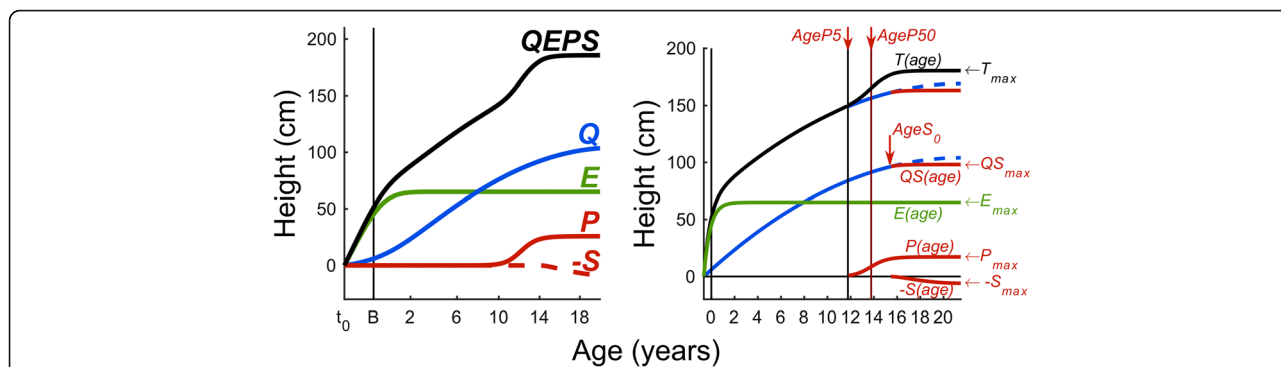 200
150
100
50
0
Height (cm)
QEPS
Q
E
P
-S
t0 B 2 6 10 14 18
AgeP5
AgeP50
200
150
100
50
0
Height (cm)
T(age)
←Tmax
AgeS0
←QSmax
QS(age)
←Emax
E(age)
P(age)
←Pmax
←-Smax
-S(age)
0 2 4 6 8 10 12 14 16 20
Age (years)